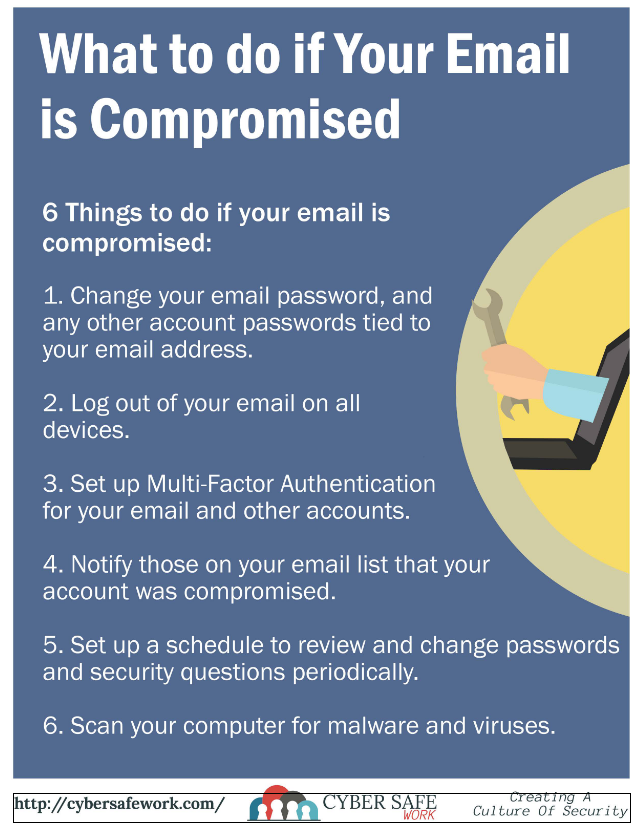 What to do if Your Email
is Compromised
6 Things to do if your email is
compromised:
1. Change your email password, and
any other account passwords tied to
your email address.
2. Log out of your email on all
devices.
3. Set up Multi-Factor Authentication
for your email and other accounts.
4. Notify those on your email list that your
account was compromised.
5. Set up a schedule to review and change passwords
and security questions periodically.
6. Scan your computer for malware and viruses.
http://cybersafework.com/
CYBER SAFE
WORK
Creating A
Culture Of Security